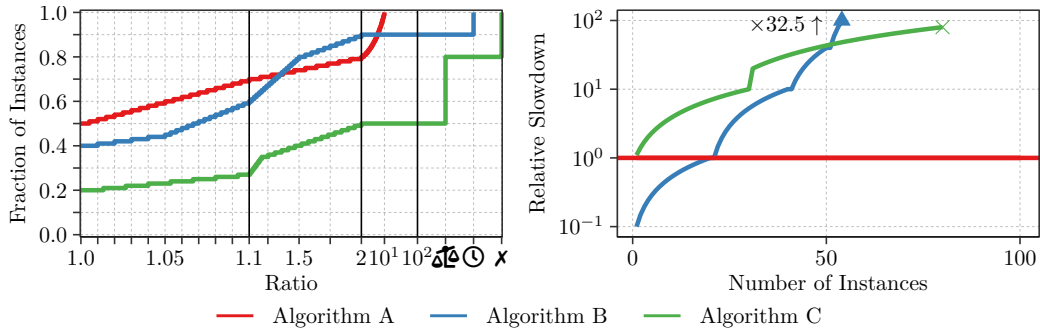 Fraction of Instances
1.0
0.8
0.6
0.4
0.2
0.0
1.0 1.05 1.1 1.5 2 10¹ 10² ✗
Ratio
Relative Slowdown
10²
10¹
10⁰
10⁻¹
×32.5 ↑
0 50 100
Number of Instances
Algorithm A Algorithm B Algorithm C